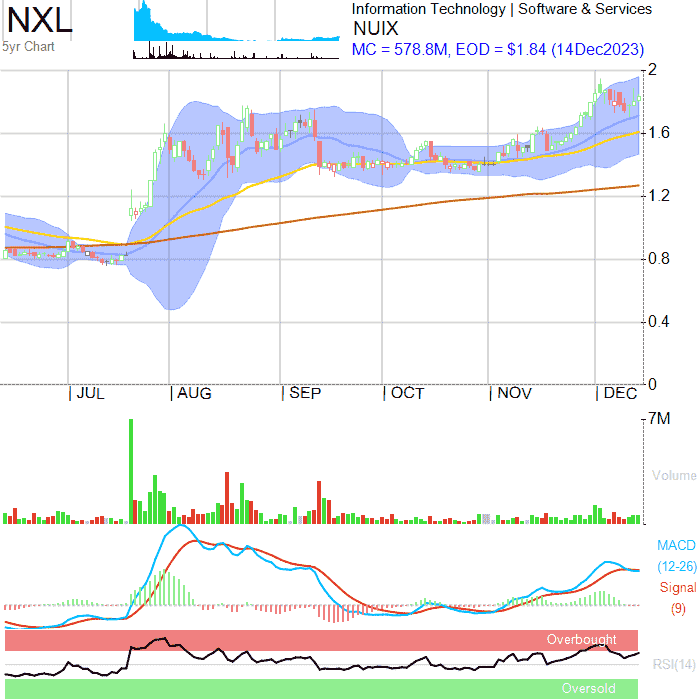 NXL
5yr Chart
Information Technology | Software & Services
NUIX
MC = 578.8M, EOD = $1.84 (14Dec2023)
2
1.6
1.2
0.8
0.4
0
| JUL | AUG | SEP | OCT | NOV | DEC
7M
Volume
MACD
(12-26)
Signal
(9)
Overbought
RSI(14)
Oversold